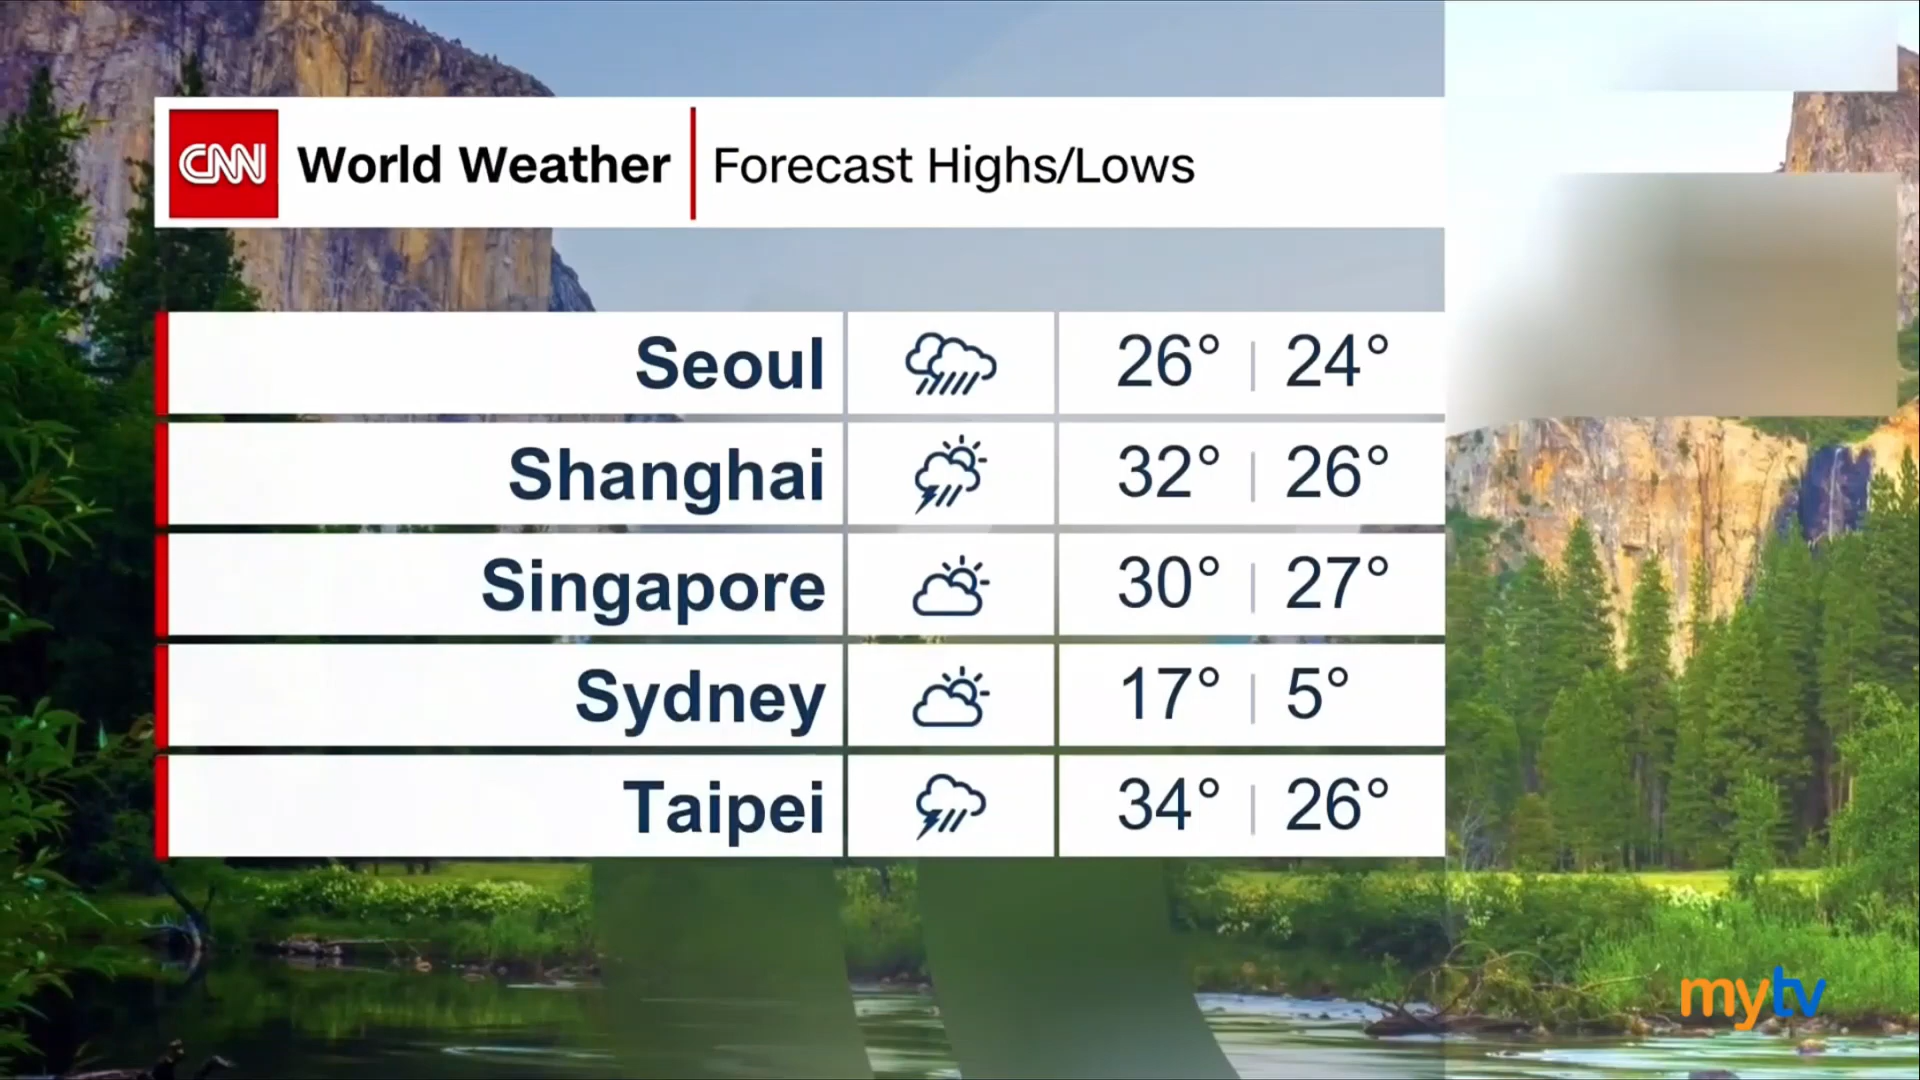 CNN World Weather | Forecast Highs/Lows
Seoul 26° | 24°
Shanghai 32° | 26°
Singapore 30° | 27°
Sydney 17° | 5°
Taipei 34° | 26°
mytv